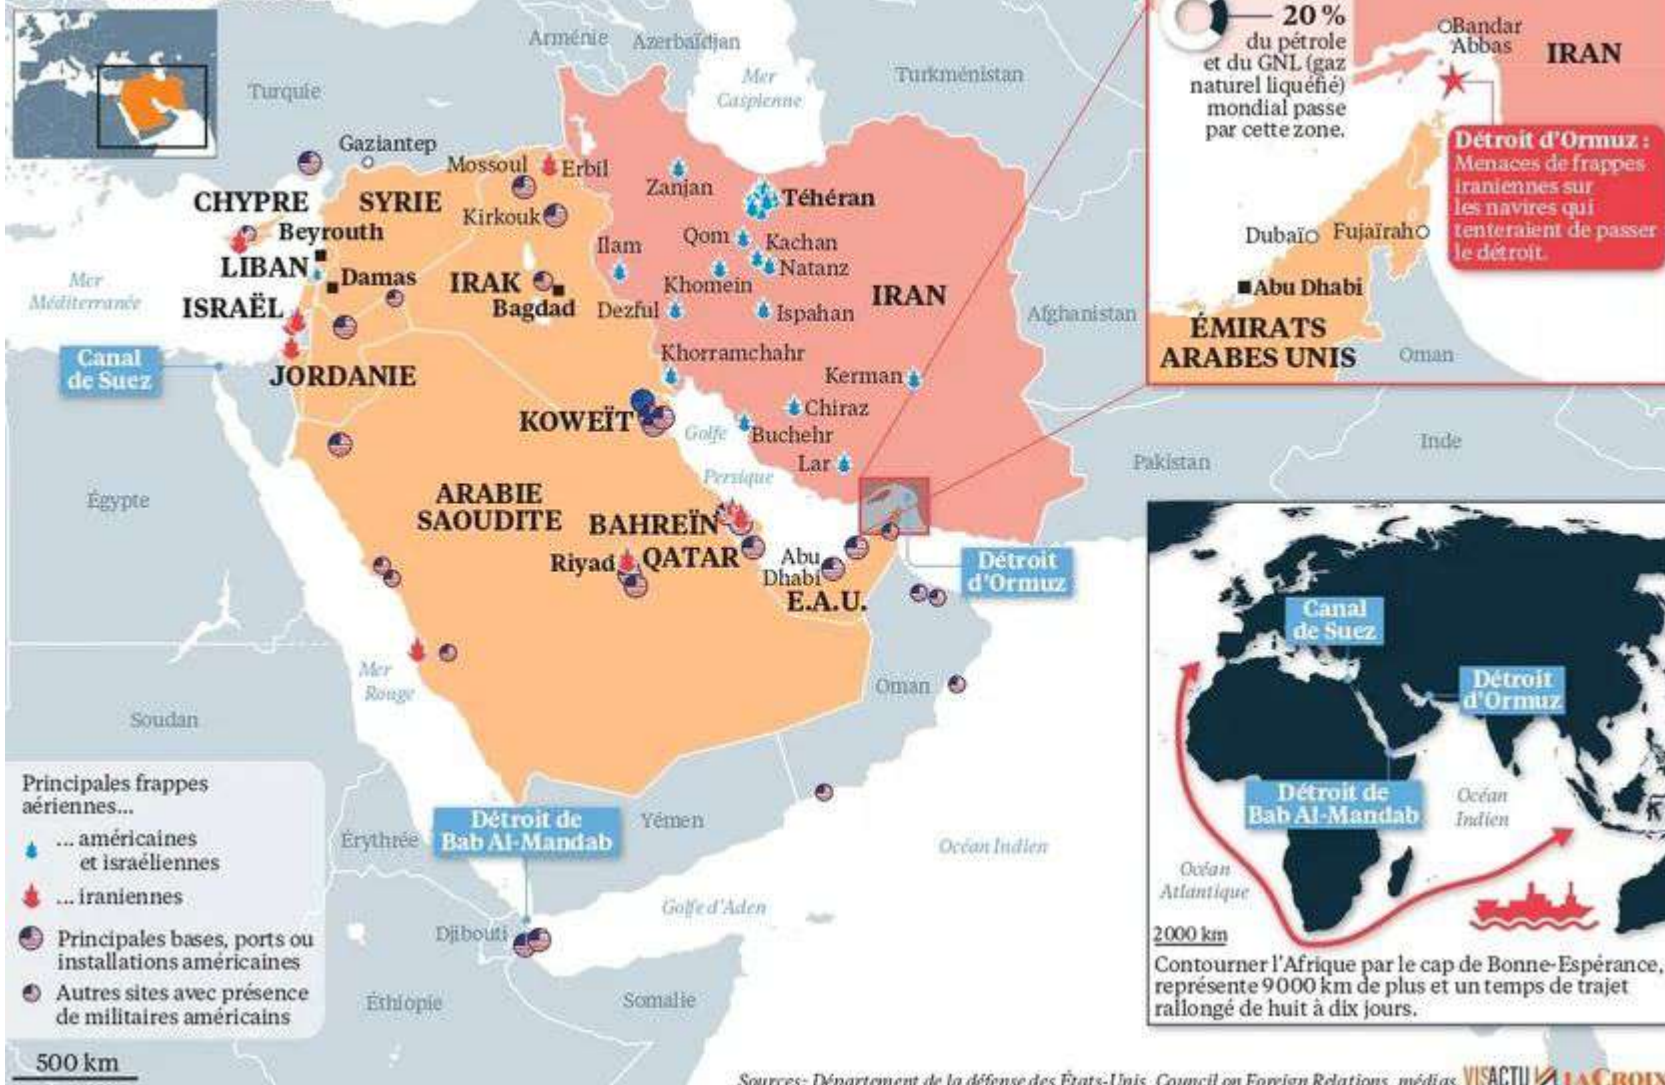 Arménie
Azerbaïdjan
Mer
Caspienne
Turkménistan
Turquie
Gaziantep
Mossoul
Erbil
Zanjan
Téhéran
CHYPRE
SYRIE
Kirkouk
Beyrouth
Ilam
Qom
Kachan
Natanz
LIBAN
Damas
IRAK
Khomein
IRAN
Mer
Méditerranée
ISRAËL
Bagdad
Dezful
Ispahan
Afghanistan
Canal
de Suez
JORDANIE
Khorramchahr
Kerman
KOWEÏT
Chiraz
Golfe
Persique
Buchehr
Lar
Pakistan
Inde
Égypte
ARABIE
SAOUDITE
BAHREÏN
Riyad
QATAR
Abu
Dhabi
E.A.U.
Détroit
d'Ormuz
Mer
Rouge
Oman
Soudan
Détroit de
Bab Al-Mandab
Yémen
Érythrée
Océan Indien
Golfe d'Aden
Djibouti
Éthiopie
Somalie
Principales frappes
aériennes...
... américaines
et israéliennes
... iraniennes
Principales bases, ports ou
installations américaines
Autres sites avec présence
de militaires américains
500 km
20 %
du pétrole
et du GNL (gaz
naturel liquéfié)
mondial passe
par cette zone.
Bandar
Abbas
IRAN
Détroit d'Ormuz :
Menaces de frappes
iraniennes sur
les navires qui
tenteraient de passer
le détroit.
Dubaï
Fujaïrah
Abu Dhabi
ÉMIRATS
ARABES UNIS
Oman
Canal
de Suez
Détroit
d'Ormuz
Détroit de
Bab Al-Mandab
Océan
Indien
Océan
Atlantique
2000 km
Contourner l'Afrique par le cap de Bonne-Espérance,
représente 9000 km de plus et un temps de trajet
rallongé de huit à dix jours.
Sources: Département de la défense des États-Unis, Council on Foreign Relations, médias
VISACTU
LA CROIX